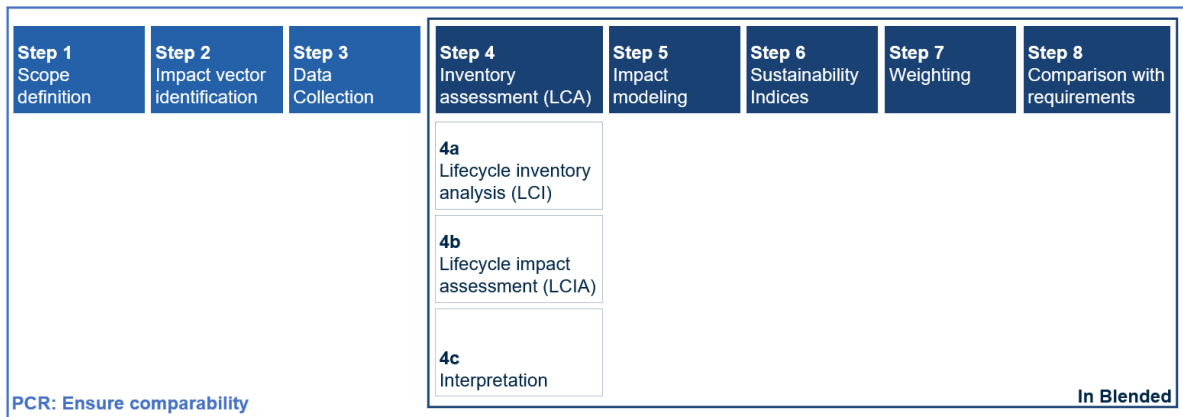 Step 1
Scope
definition
Step 2
Impact vector
identification
Step 3
Data
Collection
Step 4
Inventory
assessment (LCA)
Step 5
Impact
modeling
Step 6
Sustainability
Indices
Step 7
Weighting
Step 8
Comparison with
requirements
4a
Lifecycle inventory
analysis (LCI)
4b
Lifecycle impact
assessment (LCIA)
4c
Interpretation
PCR: Ensure comparability
In Blended